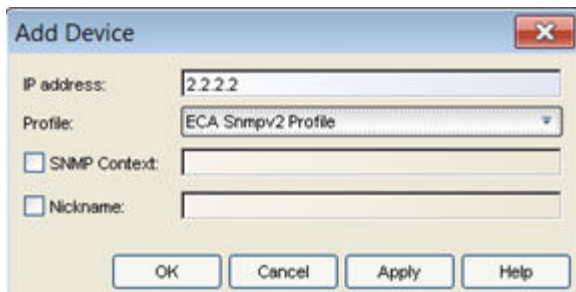 Add Device
IP address: 2.2.2.2
Profile: ECA Snmpv2 Profile
SNMP Context:
Nickname:
OK Cancel Apply Help